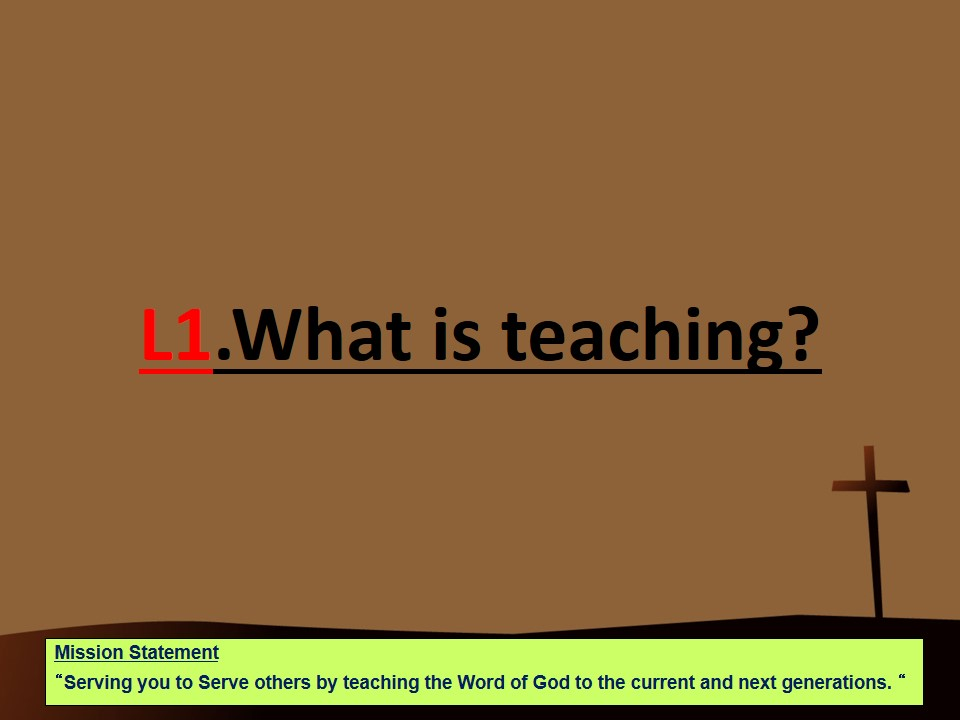 L1.What is teaching?
Mission Statement
“Serving you to Serve others by teaching the Word of God to the current and next generations. “